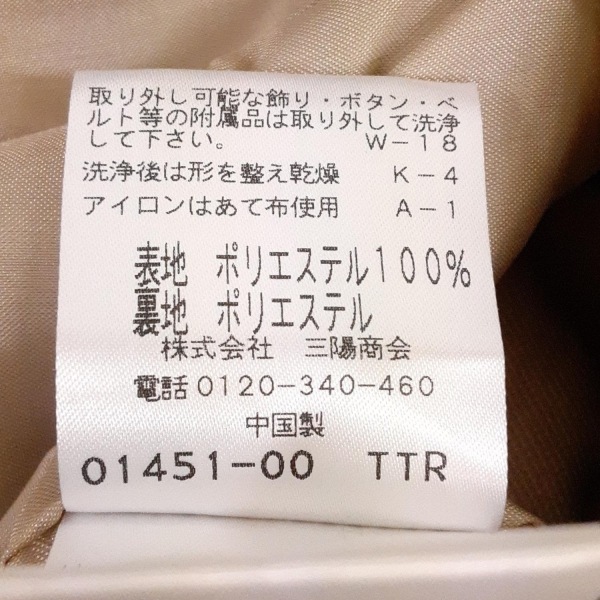 取り外し可能な飾り・ボタン・ベ
ルト等の附属品は取り外して洗浄
して下さい。 W-18
洗浄後は形を整え乾燥 K-4
アイロンはあて布使用 A-1
表地 ポリエステル100%
裏地 ポリエステル
株式会社 三陽商会
電話0120-340-460
中国製
01451-00 TTR